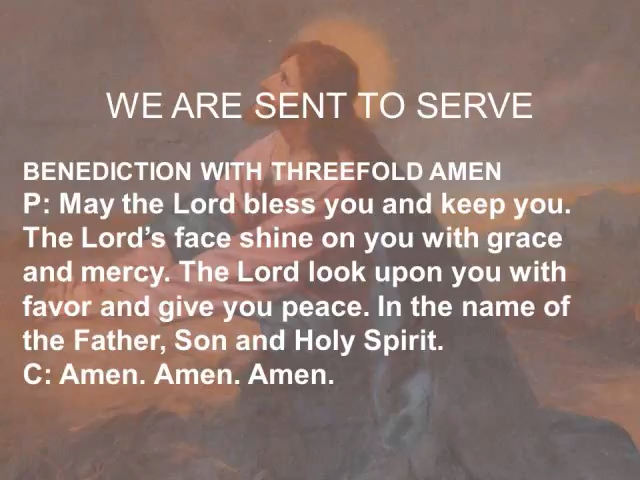 WE ARE SENT TO SERVE
BENEDICTION WITH THREEFOLD AMEN
P: May the Lord bless you and keep you.
The Lord’s face shine on you with grace
and mercy. The Lord look upon you with
favor and give you peace. In the name of
the Father, Son and Holy Spirit.
C: Amen. Amen. Amen.